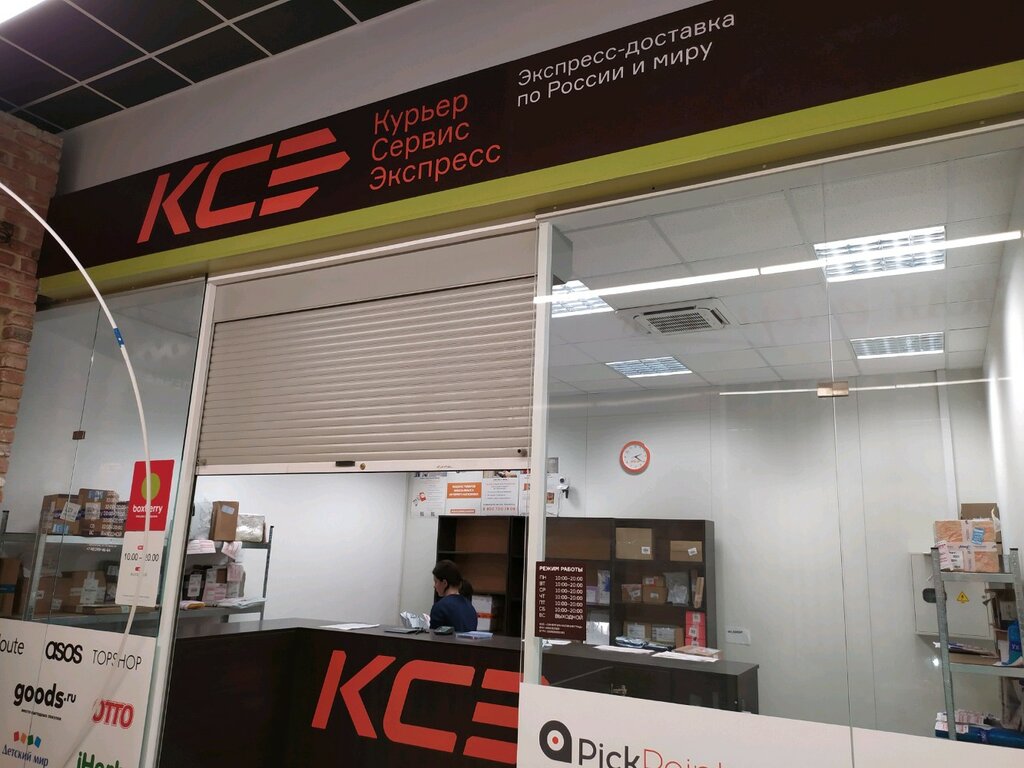 КСЭ
Курьер
Сервис
Экспресс
Экспресс-доставка
по России и миру
boxberry
10:00 – 20:00
РЕЖИМ РАБОТЫ
ПН 10:00–20:00
ВТ 10:00–20:00
СР 10:00–20:00
ЧТ 10:00–20:00
ПТ 10:00–20:00
СБ 10:00–20:00
ВС ВЫХОДНОЙ
oute
asos
TOPSHOP
goods.ru
OTTO
Детский мир
iHerb
КСЭ
PickPoint